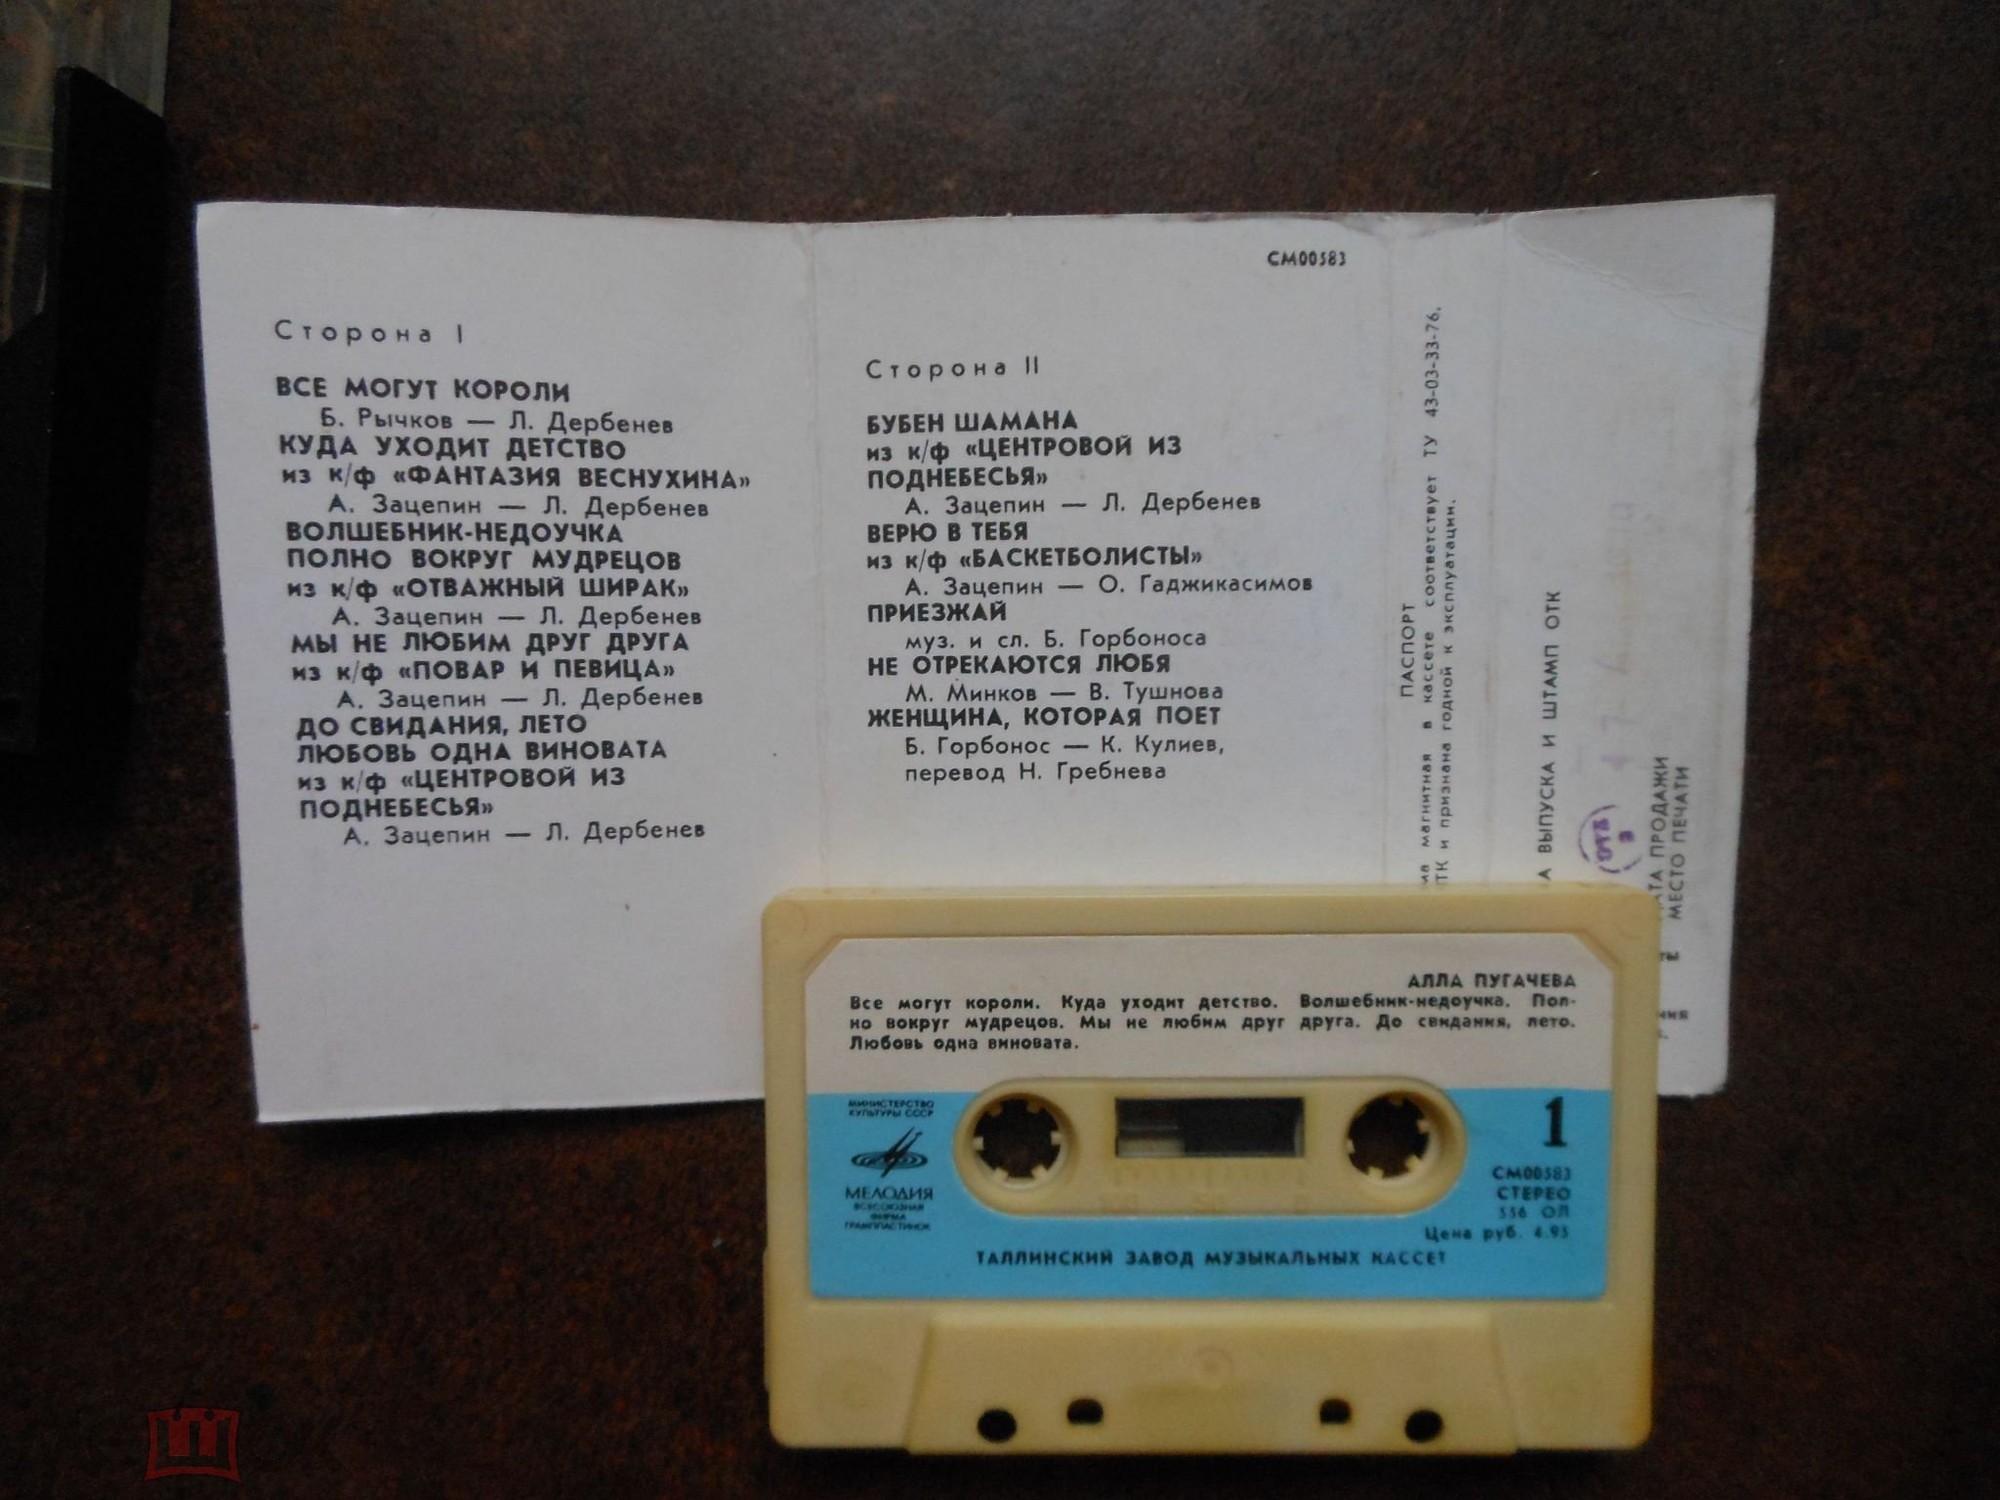 Сторона I
ВСЕ МОГУТ КОРОЛИ
Б. Рычков — Л. Дербенев
КУДА УХОДИТ ДЕТСТВО
из к/ф «ФАНТАЗИЯ ВЕСНУХИНА»
А. Зацепин — Л. Дербенев
ВОЛШЕБНИК-НЕДОУЧКА
ПОЛНО ВОКРУГ МУДРЕЦОВ
из к/ф «ОТВАЖНЫЙ ШИРАК»
А. Зацепин — Л. Дербенев
МЫ НЕ ЛЮБИМ ДРУГ ДРУГА
из к/ф «ПОВАР И ПЕВИЦА»
А. Зацепин — Л. Дербенев
ДО СВИДАНИЯ, ЛЕТО
ЛЮБОВЬ ОДНА ВИНОВАТА
из к/ф «ЦЕНТРОВОЙ ИЗ
ПОДНЕБЕСЬЯ»
А. Зацепин — Л. Дербенев
СМ00583
Сторона II
БУБЕН ШАМАНА
из к/ф «ЦЕНТРОВОЙ ИЗ
ПОДНЕБЕСЬЯ»
А. Зацепин — Л. Дербенев
ВЕРЮ В ТЕБЯ
из к/ф «БАСКЕТБОЛИСТЫ»
А. Зацепин — О. Гаджикасимов
ПРИЕЗЖАЙ
муз. и сл. Б. Горбоноса
НЕ ОТРЕКАЮТСЯ ЛЮБЯ
М. Минков — В. Тушнова
ЖЕНЩИНА, КОТОРАЯ ПОЕТ
Б. Горбонос — К. Кулиев,
перевод Н. Гребнева
ПАСПОРТ
магнитная в кассете соответствует ТУ 43-03-33-76.
ТК и признана годной к эксплуатации.
А ВЫПУСКА И ШТАМП ОТК
АТА ПРОДАЖИ
МЕСТО ПЕЧАТИ
АЛЛА ПУГАЧЕВА
Все могут короли. Куда уходит детство. Волшебник-недоучка. Пол-
но вокруг мудрецов. Мы не любим друг друга. До свидания, лето.
Любовь одна виновата.
МИНИСТЕРСТВО
КУЛЬТУРЫ СССР
МЕЛОДИЯ
ВСЕСОЮЗНАЯ
ФИРМА
ГРАМПЛАСТИНОК
1
СМ00583
СТЕРЕО
556 ОЛ
Цена руб. 4.95
ТАЛЛИНСКИЙ ЗАВОД МУЗЫКАЛЬНЫХ КАССЕТ